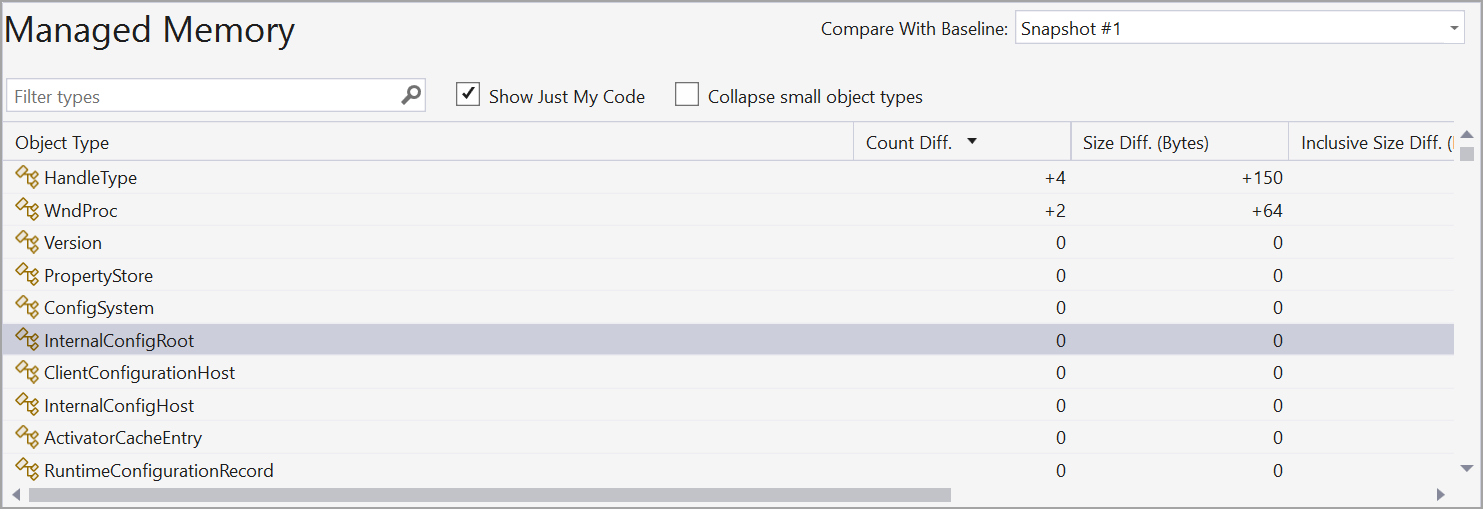 Managed Memory
Compare With Baseline: Snapshot #1
Filter types Show Just My Code Collapse small object types
Object Type Count Diff. Size Diff. (Bytes) Inclusive Size Diff. (
HandleType +4 +150
WndProc +2 +64
Version 0 0
PropertyStore 0 0
ConfigSystem 0 0
InternalConfigRoot 0 0
ClientConfigurationHost 0 0
InternalConfigHost 0 0
ActivatorCacheEntry 0 0
RuntimeConfigurationRecord 0 0